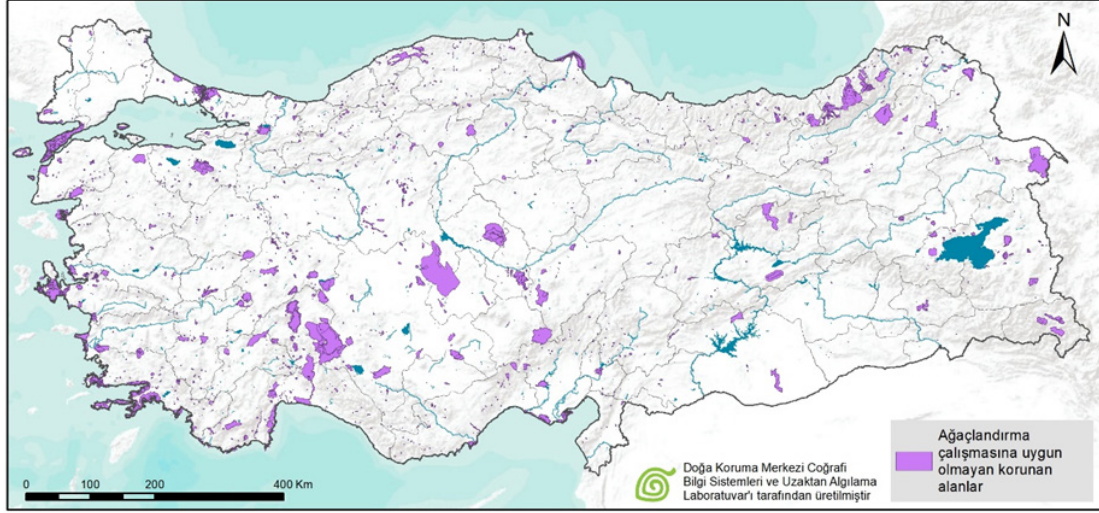 N
Ağaçlandırma
çalışmasına uygun
olmayan korunan
alanlar
Doğa Koruma Merkezi Coğrafi
Bilgi Sistemleri ve Uzaktan Algılama
Laboratuvar'ı tarafından üretilmiştir
0 100 200 400 Km